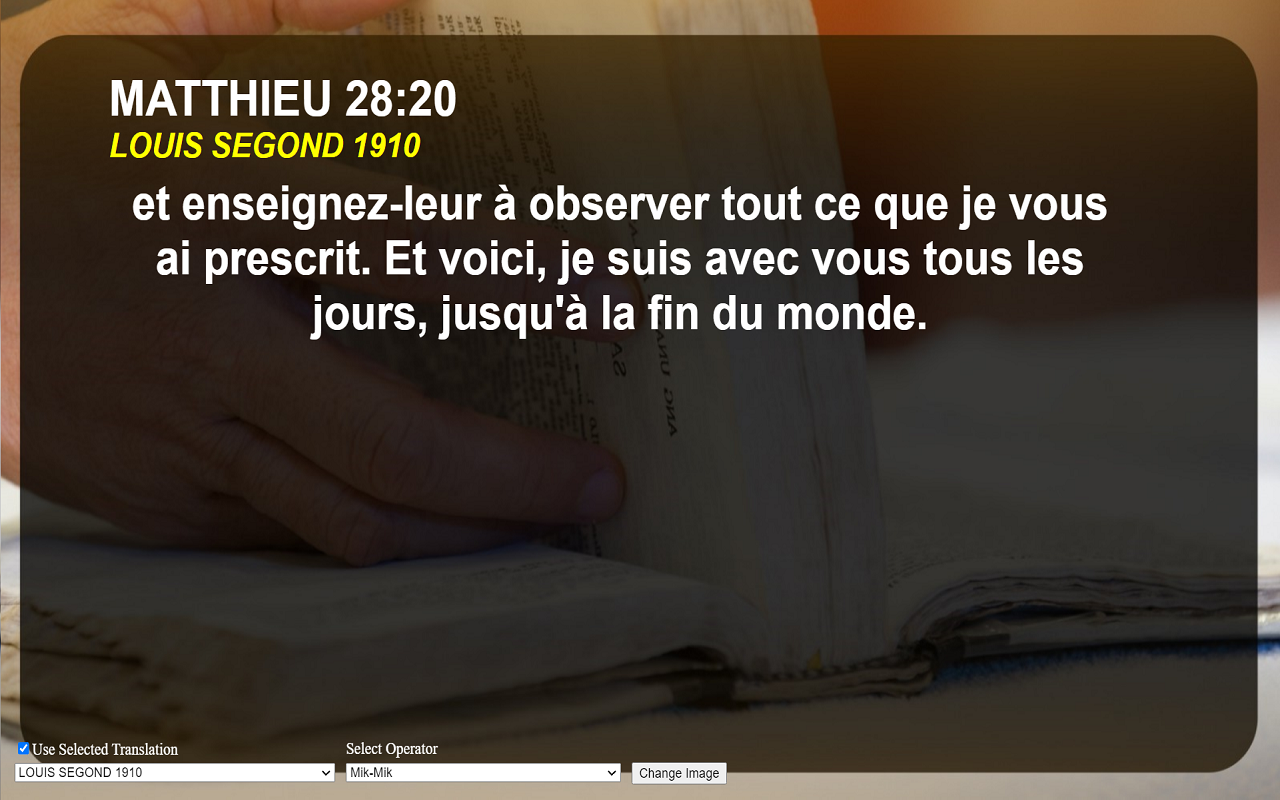 MATTHIEU 28:20
LOUIS SEGOND 1910
et enseignez-leur à observer tout ce que je vous
ai prescrit. Et voici, je suis avec vous tous les
jours, jusqu'à la fin du monde.
Use Selected Translation
Select Operator
LOUIS SEGOND 1910
Mik-Mik
Change Image